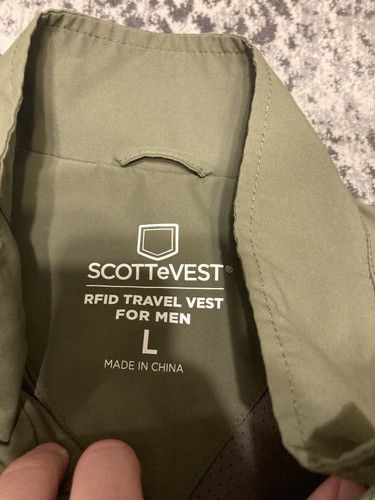 SCOTTeVEST®
RFID TRAVEL VEST
FOR MEN
L
MADE IN CHINA